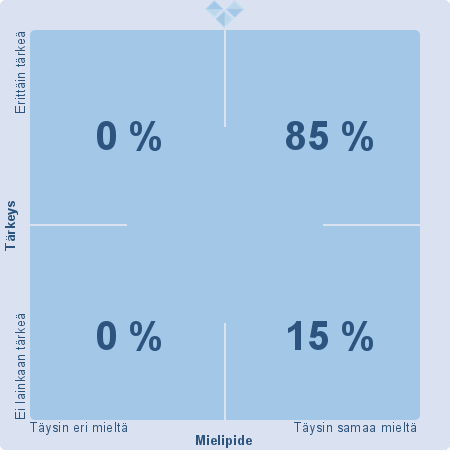 Erittäin tärkeä
0 %
85 %
Tärkeys
0 %
15 %
Ei lainkaan tärkeä
Täysin eri mieltä
Täysin samaa mieltä
Mielipide